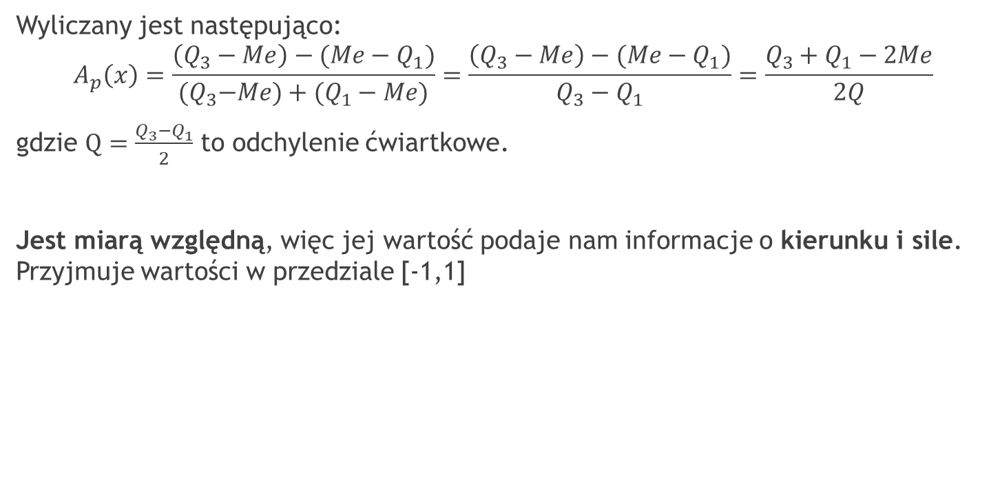 Wyliczany jest następująco:
𝐴ₚ(𝑥) = \frac{(Q_3 − Me) − (Me − Q_1)}{(Q_3−Me) + (Q_1 − Me)} = \frac{(Q_3 − Me) − (Me − Q_1)}{Q_3 − Q_1} = \frac{Q_3 + Q_1 − 2Me}{2Q}
gdzie Q = \frac{Q_3−Q_1}{2} to odchylenie ćwiartkowe.
Jest miarą względną, więc jej wartość podaje nam informacje o kierunku i sile.
Przyjmuje wartości w przedziale [-1,1]